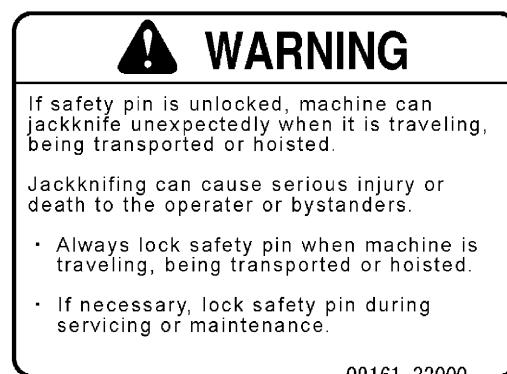 WARNING
If safety pin is unlocked, machine can
jackknife unexpectedly when it is traveling,
being transported or hoisted.
Jackknifing can cause serious injury or
death to the operater or bystanders.
· Always lock safety pin when machine is
traveling, being transported or hoisted.
· If necessary, lock safety pin during
servicing or maintenance.